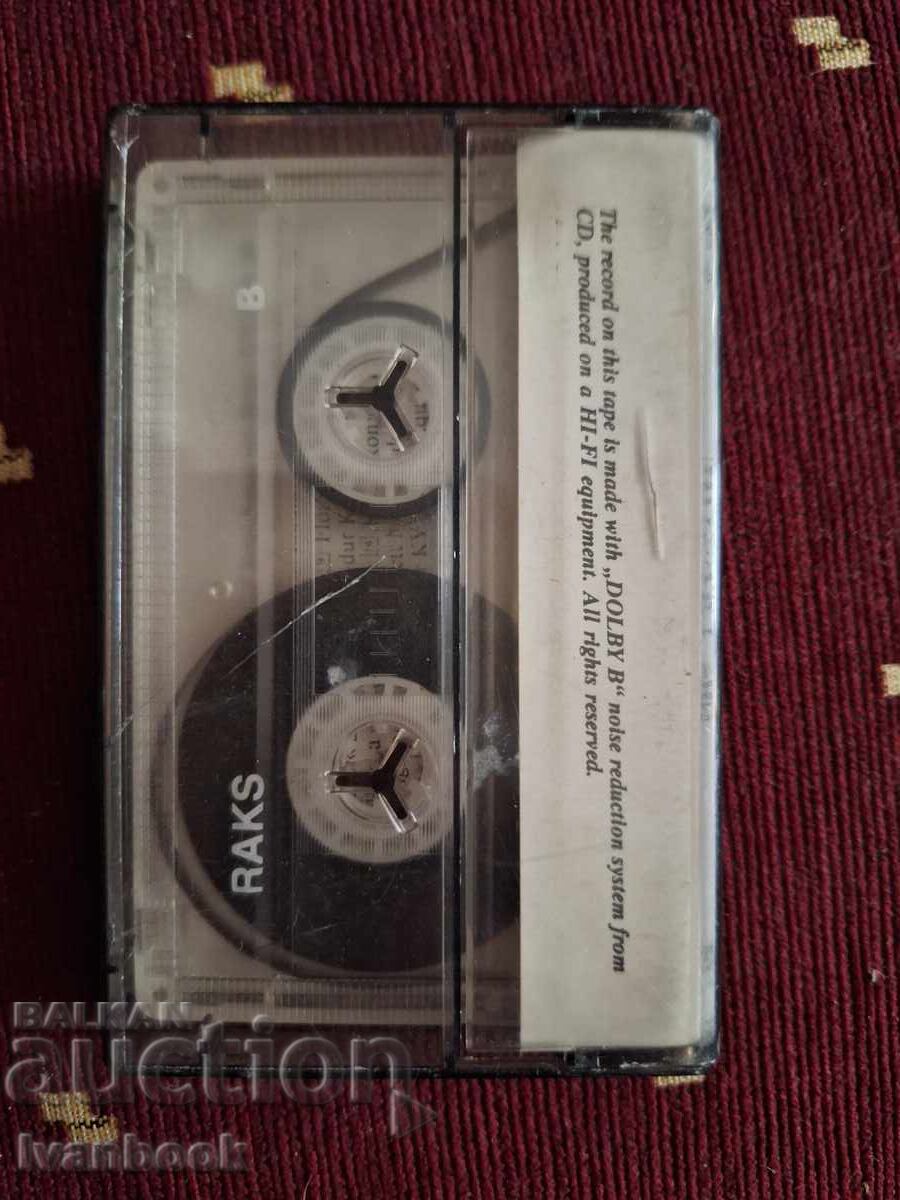 The record on this tape is made with „DOLBY B“ noise reduction system from
CD, produced on a HI-FI equipment. All rights reserved.
B
RAKS
BALKAN
auction
Ivanbook